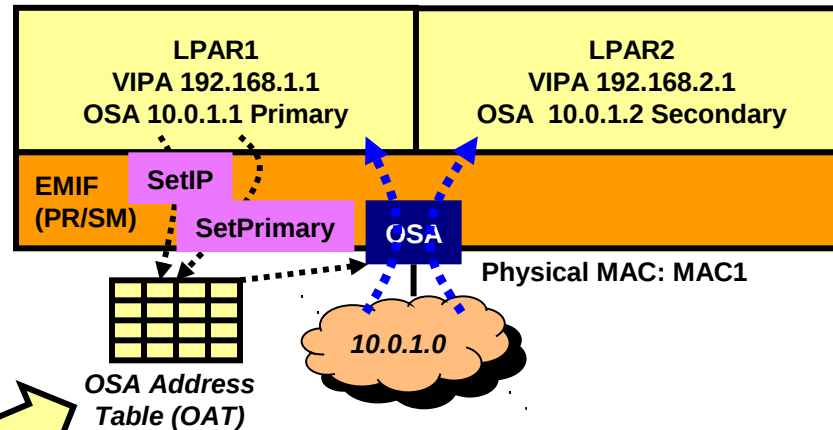 LPAR1
VIPA 192.168.1.1
OSA 10.0.1.1 Primary
LPAR2
VIPA 192.168.2.1
OSA 10.0.1.2 Secondary
EMIF
(PR/SM)
SetIP
SetPrimary
OSA
Physical MAC: MAC1
10.0.1.0
OSA Address
Table (OAT)